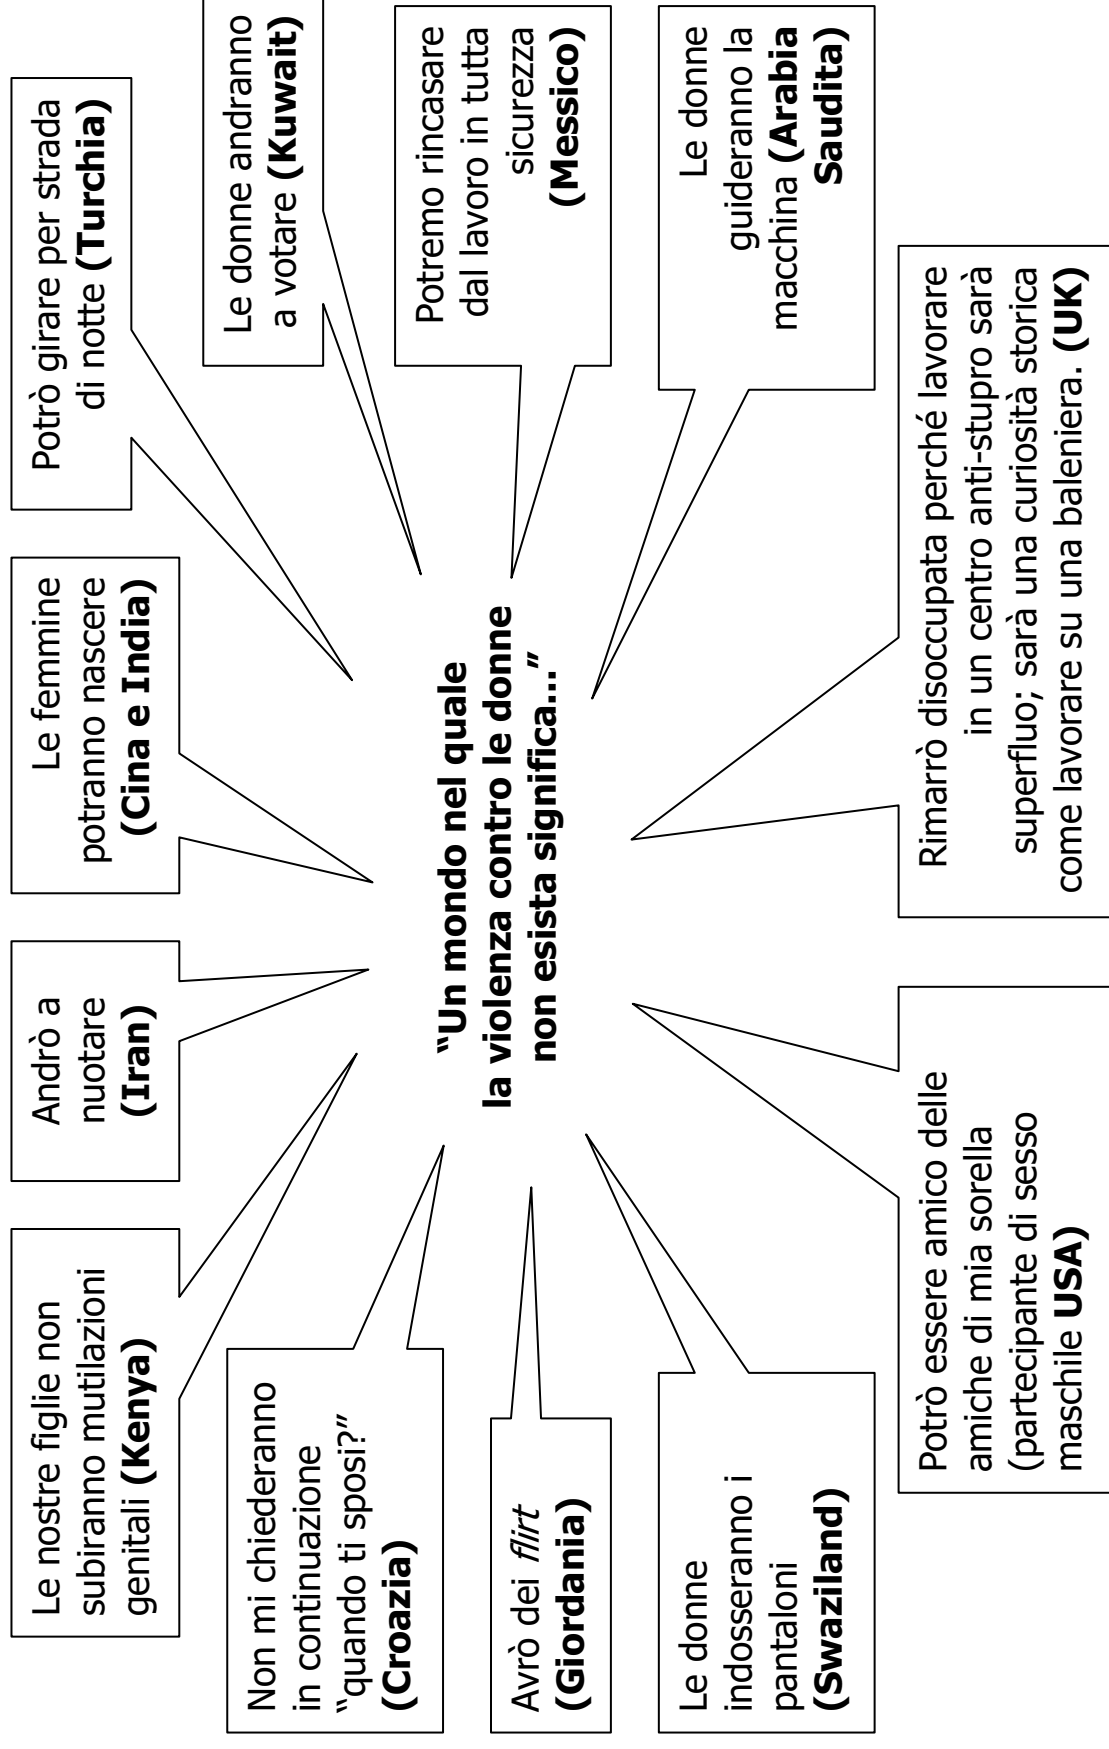 Le nostre figlie non
subiranno mutilazioni
genitali (Kenya)
Andrò a
nuotare
(Iran)
Le femmine
potranno nascere
(Cina e India)
Potrò girare per strada
di notte (Turchia)
Non mi chiederanno
in continuazione
“quando ti sposi?”
(Croazia)
Le donne andranno
a votare (Kuwait)
Avrò dei flirt
(Giordania)
“Un mondo nel quale
la violenza contro le donne
non esista significa...”
Potremo rincasare
dal lavoro in tutta
sicurezza
(Messico)
Le donne
indosseranno i
pantaloni
(Swaziland)
Le donne
guideranno la
macchina (Arabia
Saudita)
Potrò essere amico delle
amiche di mia sorella
(partecipante di sesso
maschile USA)
Rimarrò disoccupata perché lavorare
in un centro anti-stupro sarà
superfluo; sarà una curiosità storica
come lavorare su una baleniera. (UK)